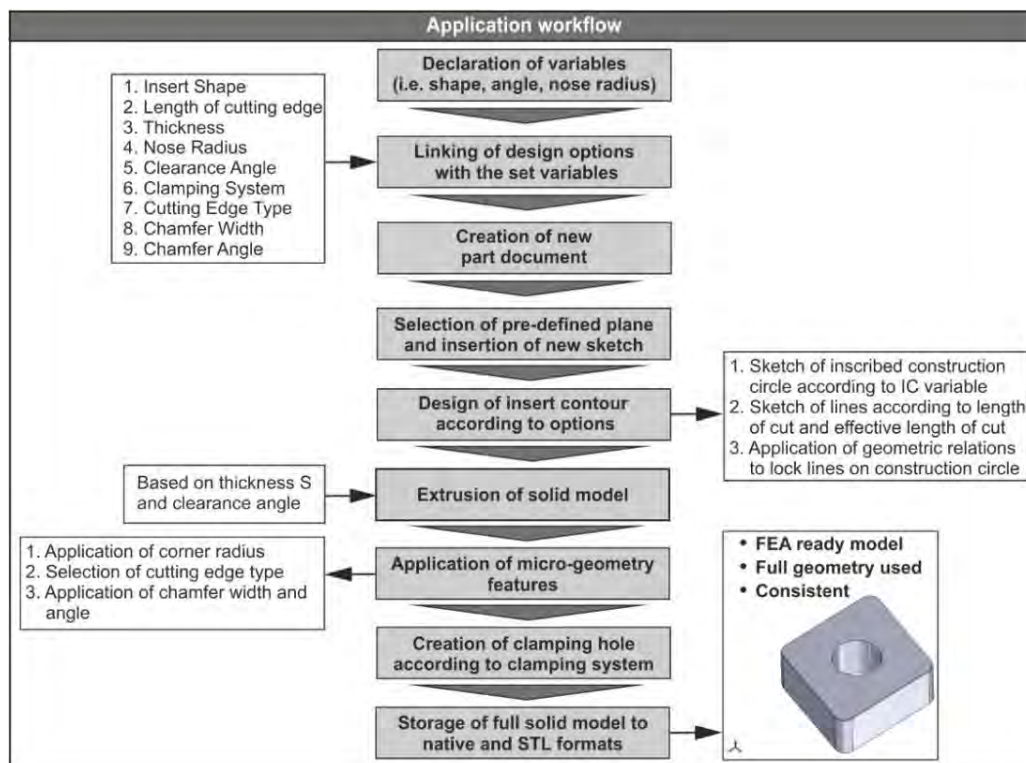 Application workflow
Declaration of variables
(i.e. shape, angle, nose radius)
1. Insert Shape
2. Length of cutting edge
3. Thickness
4. Nose Radius
5. Clearance Angle
6. Clamping System
7. Cutting Edge Type
8. Chamfer Width
9. Chamfer Angle
Linking of design options
with the set variables
Creation of new
part document
Selection of pre-defined plane
and insertion of new sketch
Design of insert contour
according to options
1. Sketch of inscribed construction
circle according to IC variable
2. Sketch of lines according to length
of cut and effective length of cut
3. Application of geometric relations
to lock lines on construction circle
Based on thickness S
and clearance angle
Extrusion of solid model
Application of micro-geometry
features
1. Application of corner radius
2. Selection of cutting edge type
3. Application of chamfer width and
angle
Creation of clamping hole
according to clamping system
Storage of full solid model to
native and STL formats
• FEA ready model
• Full geometry used
• Consistent